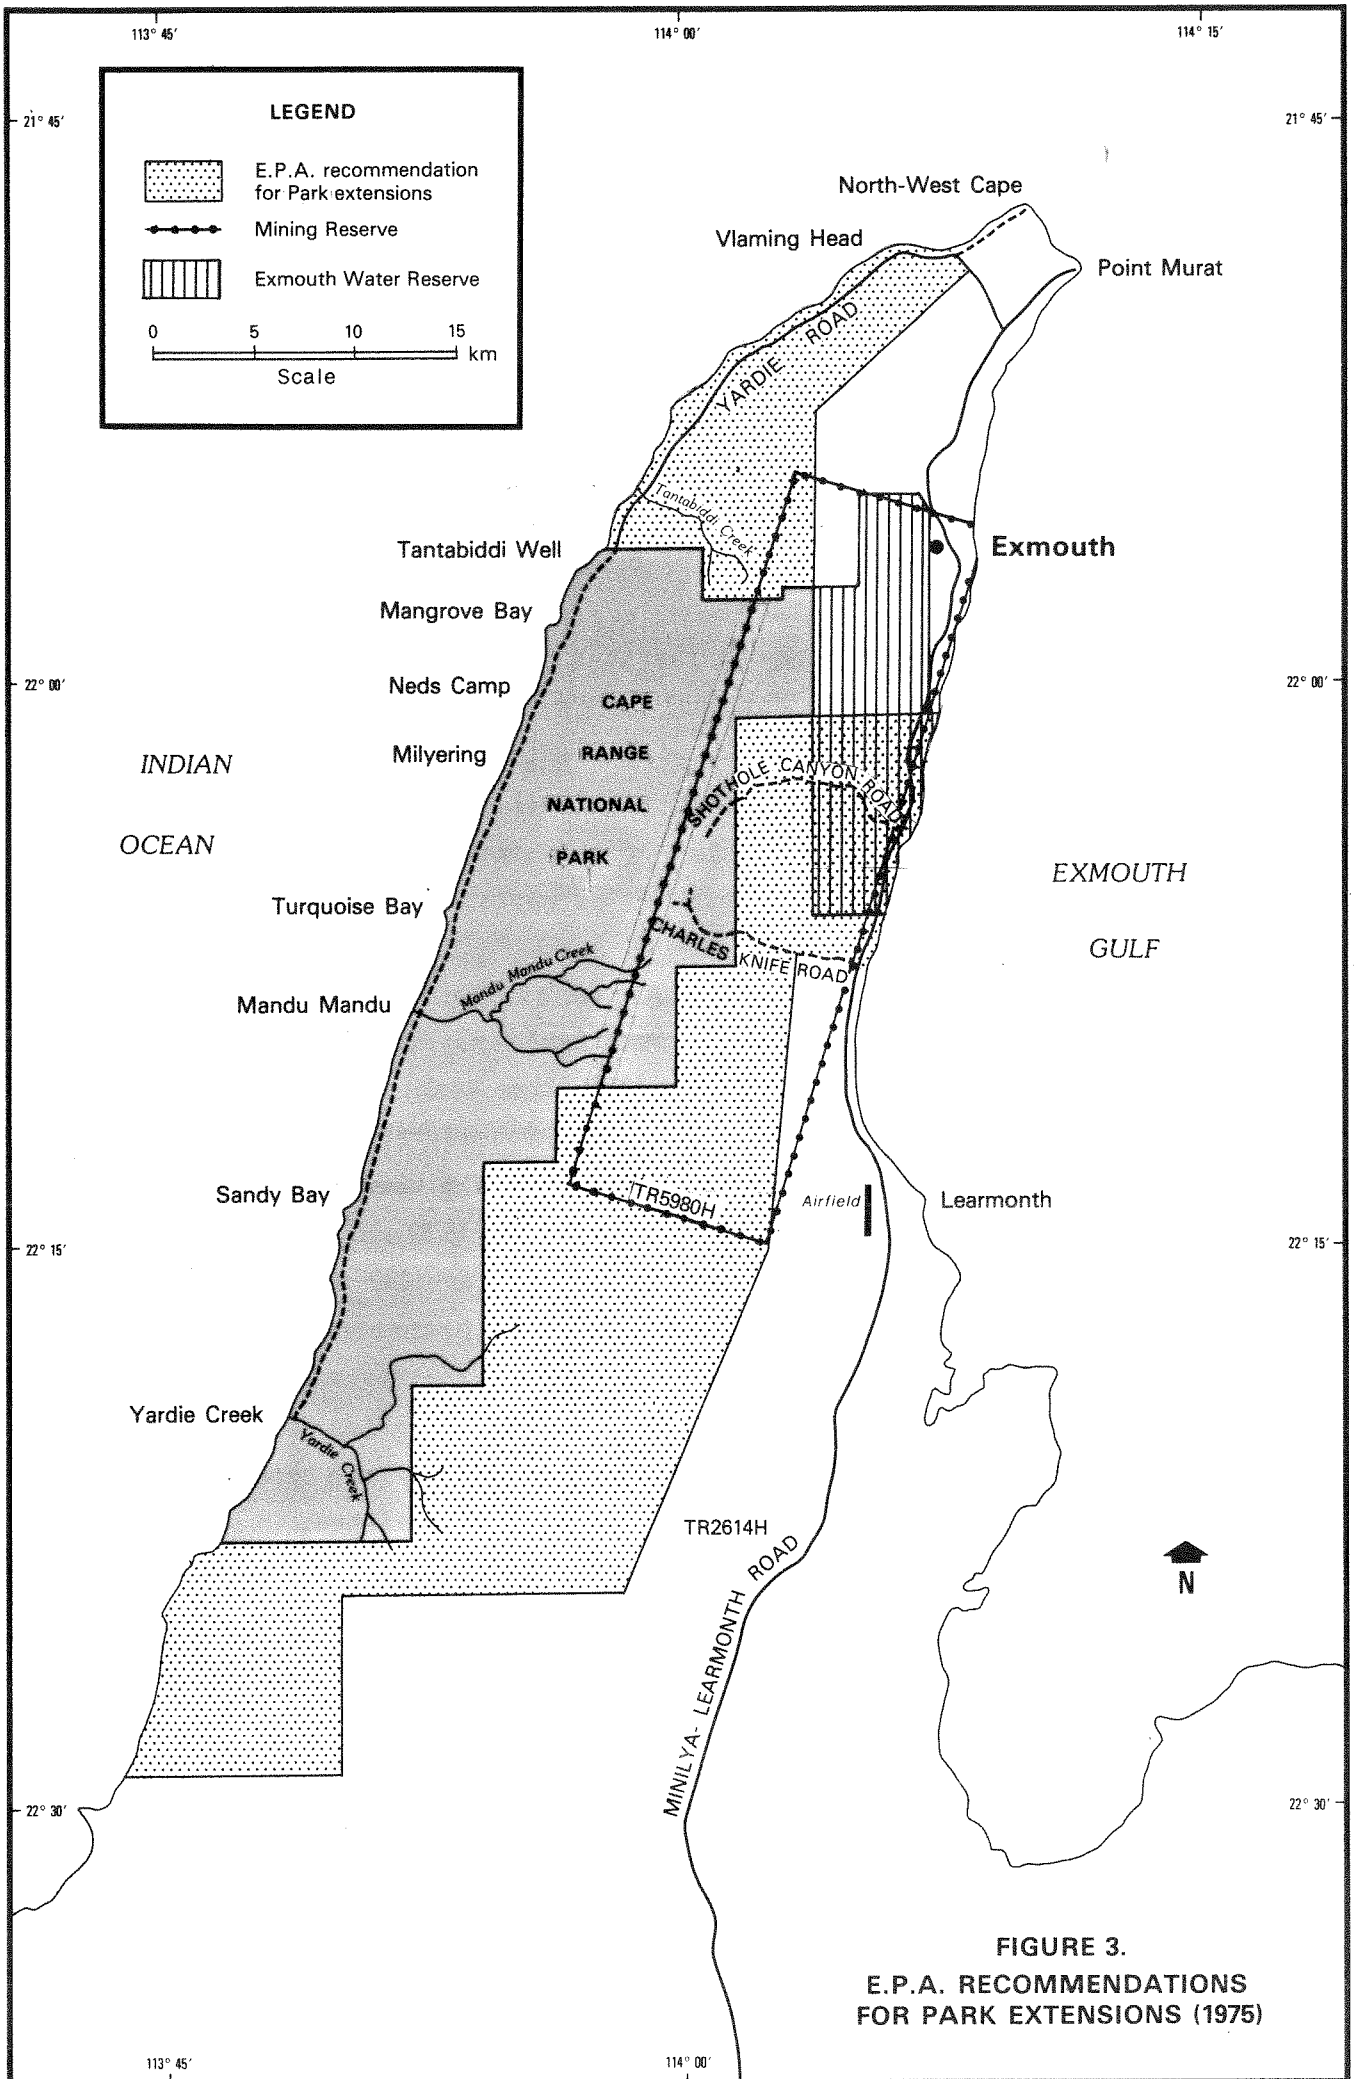 113° 45′
114° 00′
114° 15′
LEGEND
E.P.A. recommendation
for Park extensions
Mining Reserve
Exmouth Water Reserve
0 5 10 15
km
Scale
21° 45′
21° 45′
North-West Cape
Vlaming Head
Point Murat
YARDIE ROAD
Tantabiddi Creek
Tantabiddi Well
Exmouth
Mangrove Bay
22° 00′
22° 00′
Neds Camp
CAPE
RANGE
NATIONAL
PARK
Milyering
INDIAN
OCEAN
SHOTHOLE CANYON ROAD
EXMOUTH
GULF
Turquoise Bay
CHARLES KNIFE ROAD
Mandu Mandu Creek
Mandu Mandu
Sandy Bay
TR5980H
Airfield
Learmonth
22° 15′
22° 15′
Yardie Creek
Yardie Creek
TR2614H
N
MINILYA- LEARMONTH ROAD
22° 30′
22° 30′
FIGURE 3.
E.P.A. RECOMMENDATIONS
FOR PARK EXTENSIONS (1975)
113° 45′
114° 00′